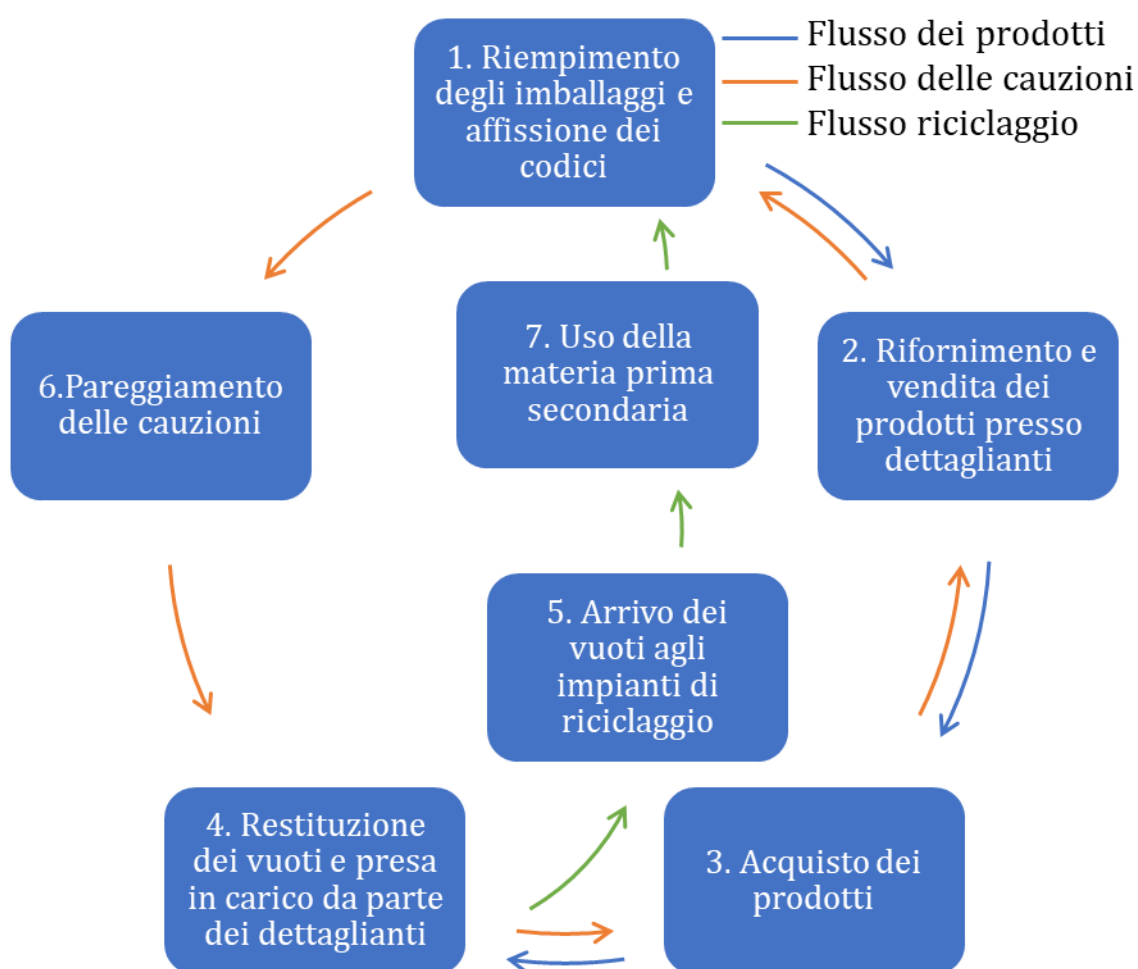 Flusso dei prodotti
Flusso delle cauzioni
Flusso riciclaggio
1. Riempimento
degli imballaggi e
affissione dei
codici
2. Rifornimento e
vendita dei
prodotti presso
dettaglianti
3. Acquisto dei
prodotti
4. Restituzione
dei vuoti e presa
in carico da parte
dei dettaglianti
5. Arrivo dei
vuoti agli
impianti di
riciclaggio
6.Pareggiamento
delle cauzioni
7. Uso della
materia prima
secondaria